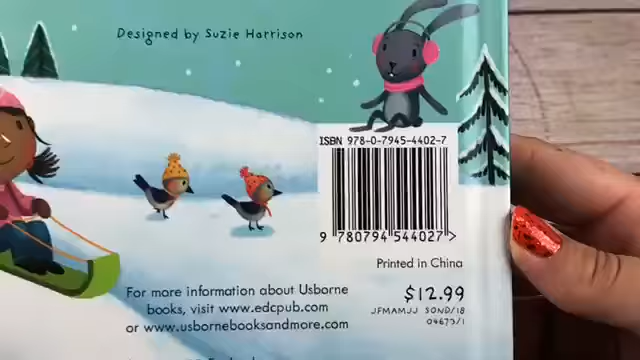 Designed by Suzie Harrison
ISBN 978-0-7945-4402-7
9 780794 544027 >
Printed in China
For more information about Usborne
books, visit www.edcpub.com
or www.usbornebooksandmore.com
$12.99
JFMAMJJ SOND/18
04673/1